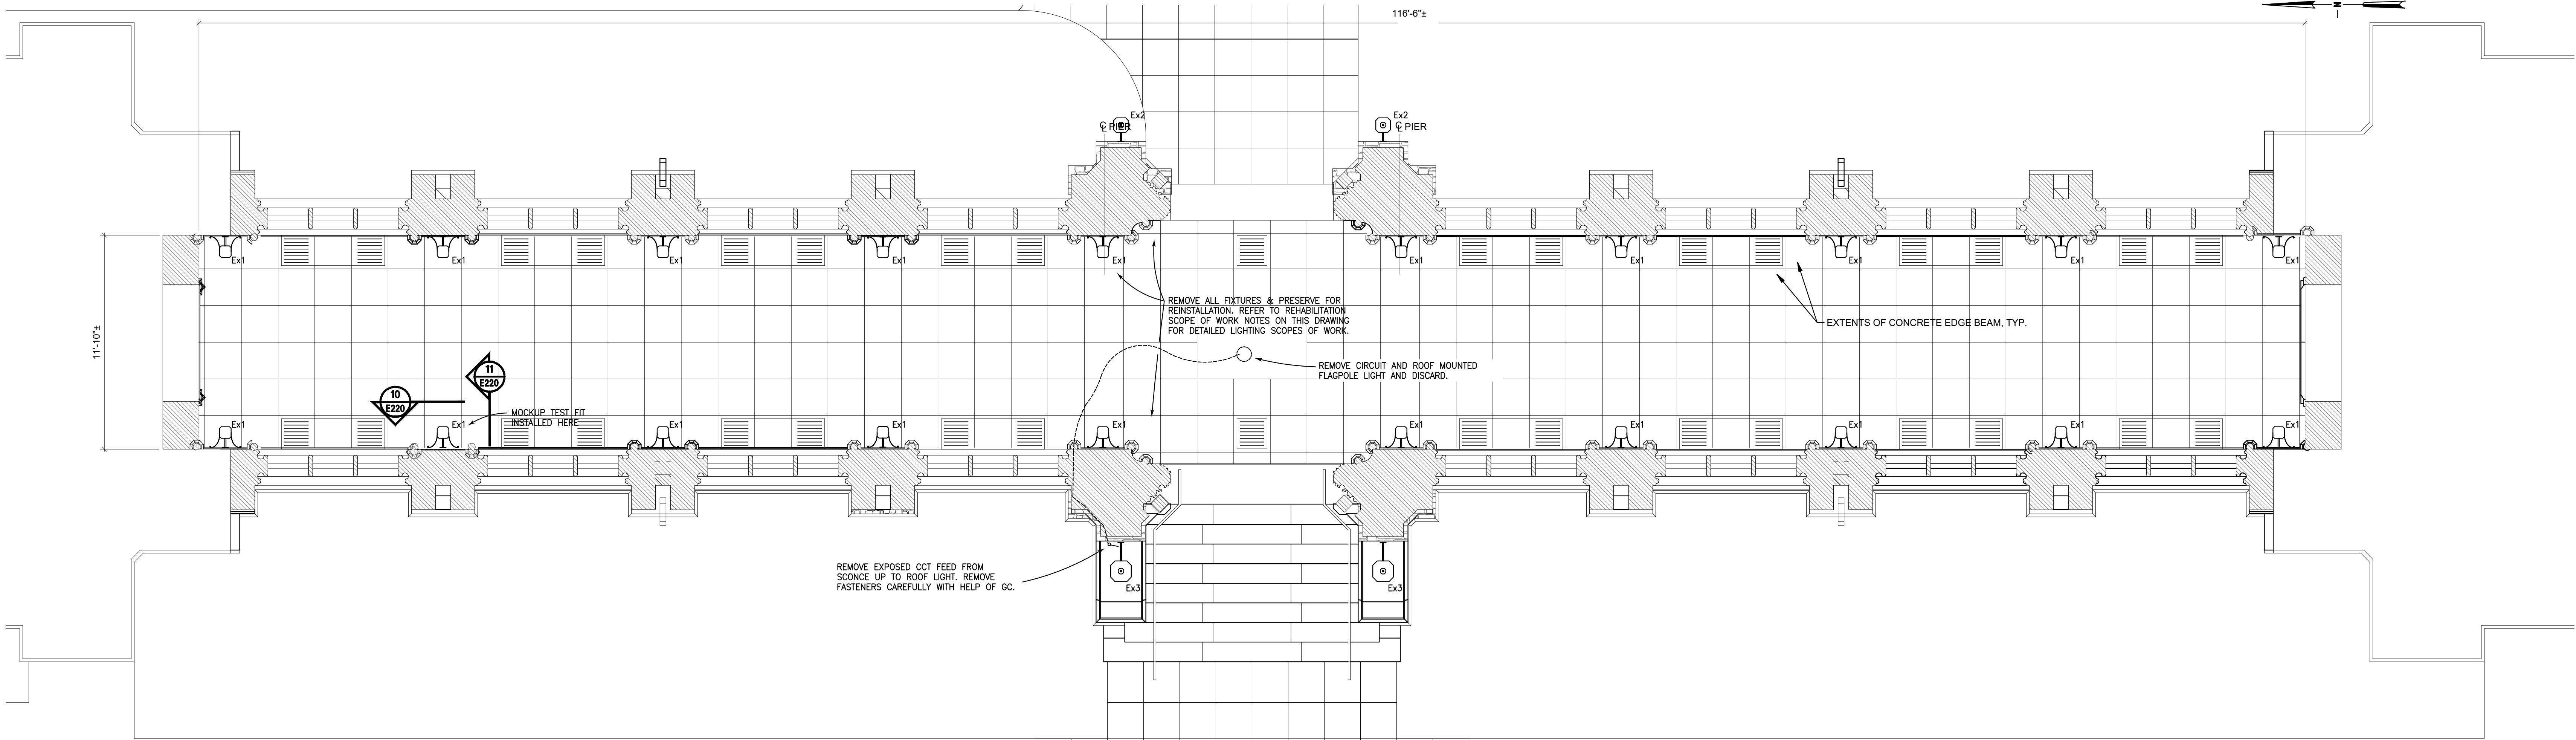 116'-6"±
N
Ex2
℄ PIER
Ex2
℄ PIER
Ex1
Ex1
Ex1
Ex1
Ex1
Ex1
Ex1
Ex1
Ex1
Ex1
REMOVE ALL FIXTURES & PRESERVE FOR
REINSTALLATION. REFER TO REHABILITATION
SCOPE OF WORK NOTES ON THIS DRAWING
FOR DETAILED LIGHTING SCOPES OF WORK.
EXTENTS OF CONCRETE EDGE BEAM, TYP.
11'-10"±
REMOVE CIRCUIT AND ROOF MOUNTED
FLAGPOLE LIGHT AND DISCARD.
11
E220
10
E220
MOCKUP TEST FIT
INSTALLED HERE
Ex1
Ex1
Ex1
Ex1
Ex1
Ex1
Ex1
Ex1
Ex1
Ex1
REMOVE EXPOSED CCT FEED FROM
SCONCE UP TO ROOF LIGHT. REMOVE
FASTENERS CAREFULLY WITH HELP OF GC.
Ex3
Ex3